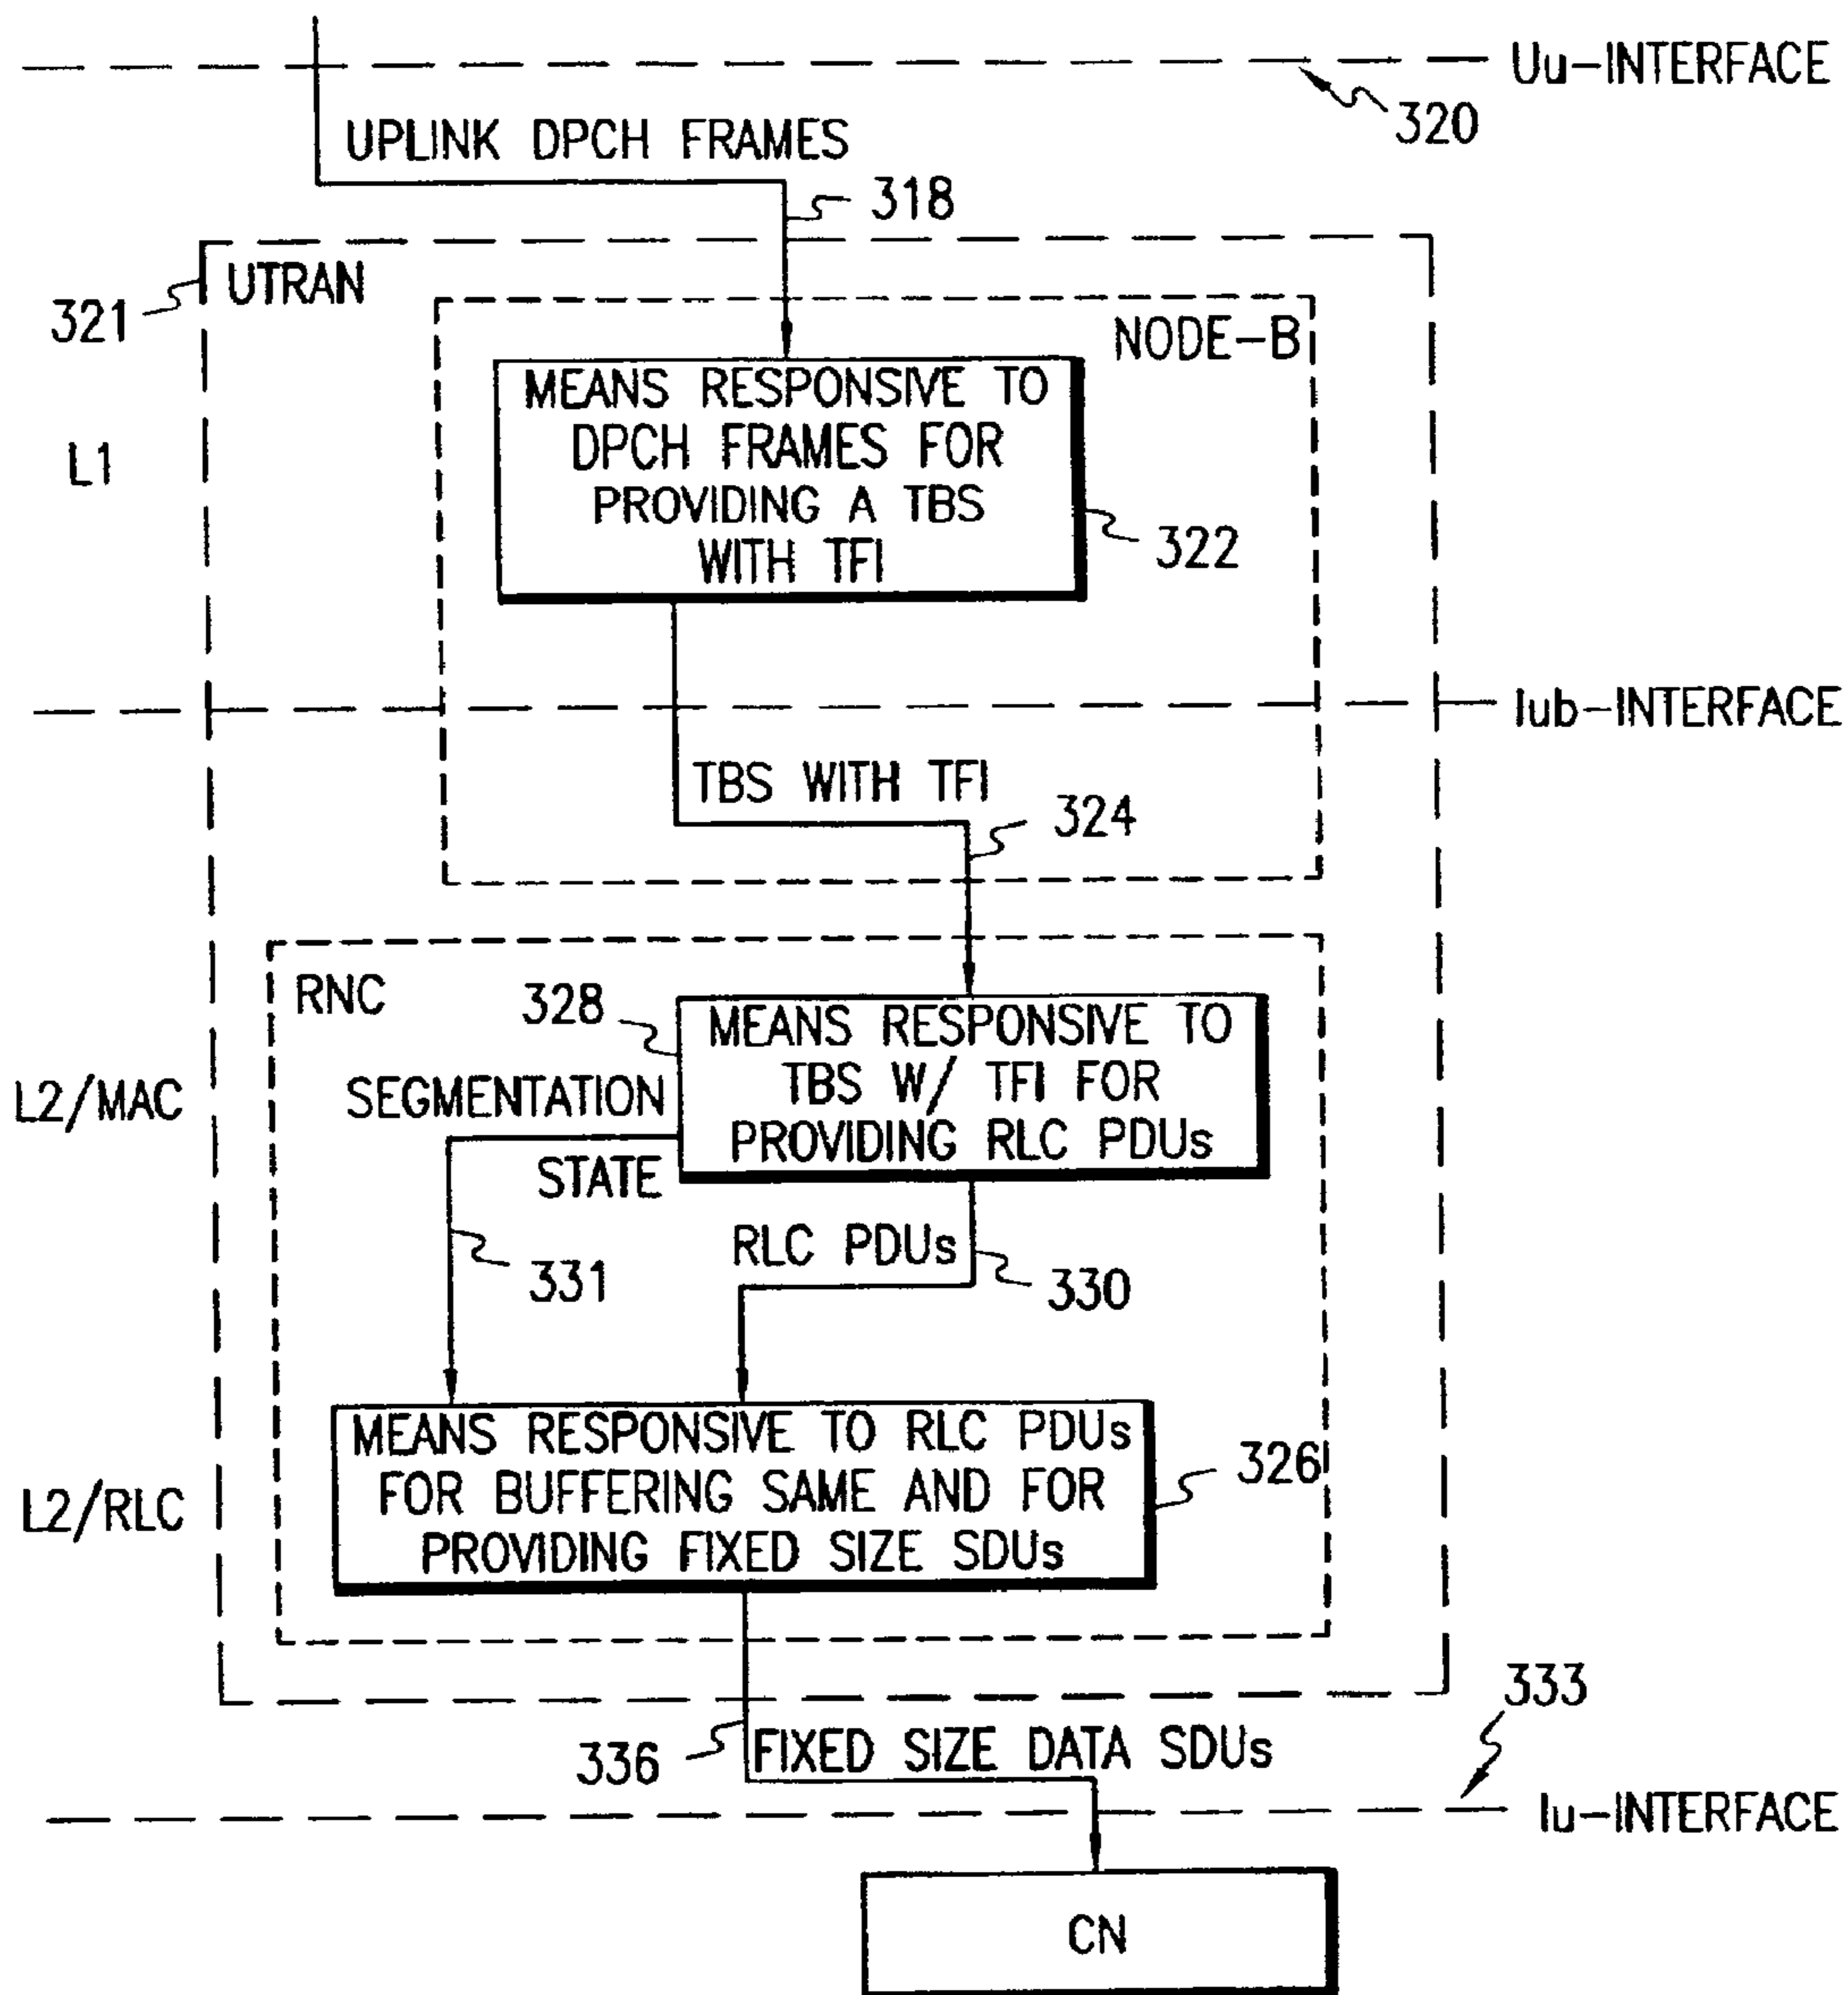 Uu-INTERFACE
320
UPLINK DPCH FRAMES
318
UTRAN
321
NODE-B
MEANS RESPONSIVE TO
DPCH FRAMES FOR
PROVIDING A TBS
WITH TFI
L1
322
Iub-INTERFACE
TBS WITH TFI
324
RNC
328
MEANS RESPONSIVE TO
TBS W/ TFI FOR
PROVIDING RLC PDUs
L2/MAC
SEGMENTATION
STATE
RLC PDUs
331
330
MEANS RESPONSIVE TO RLC PDUs
FOR BUFFERING SAME AND FOR
PROVIDING FIXED SIZE SDUs
326
L2/RLC
333
336
FIXED SIZE DATA SDUs
Iu-INTERFACE
CN